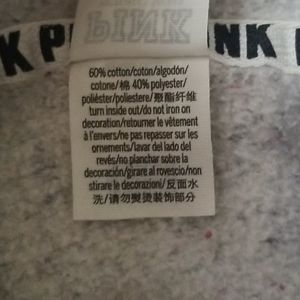 K PINK
PINK
60% cotton/coton/algodón/
cotone/棉 40% polyester/
poliéster/poliestere/聚酯纤维
turn inside out/do not iron on
decoration/retourner le vêtement
à l'envers/ne pas repasser sur les
ornements/lavar del lado del
revés/no planchar sobre la
decoración/girare al rovescio/non
stirare le decorazioni/反面水
洗/请勿熨烫装饰部分